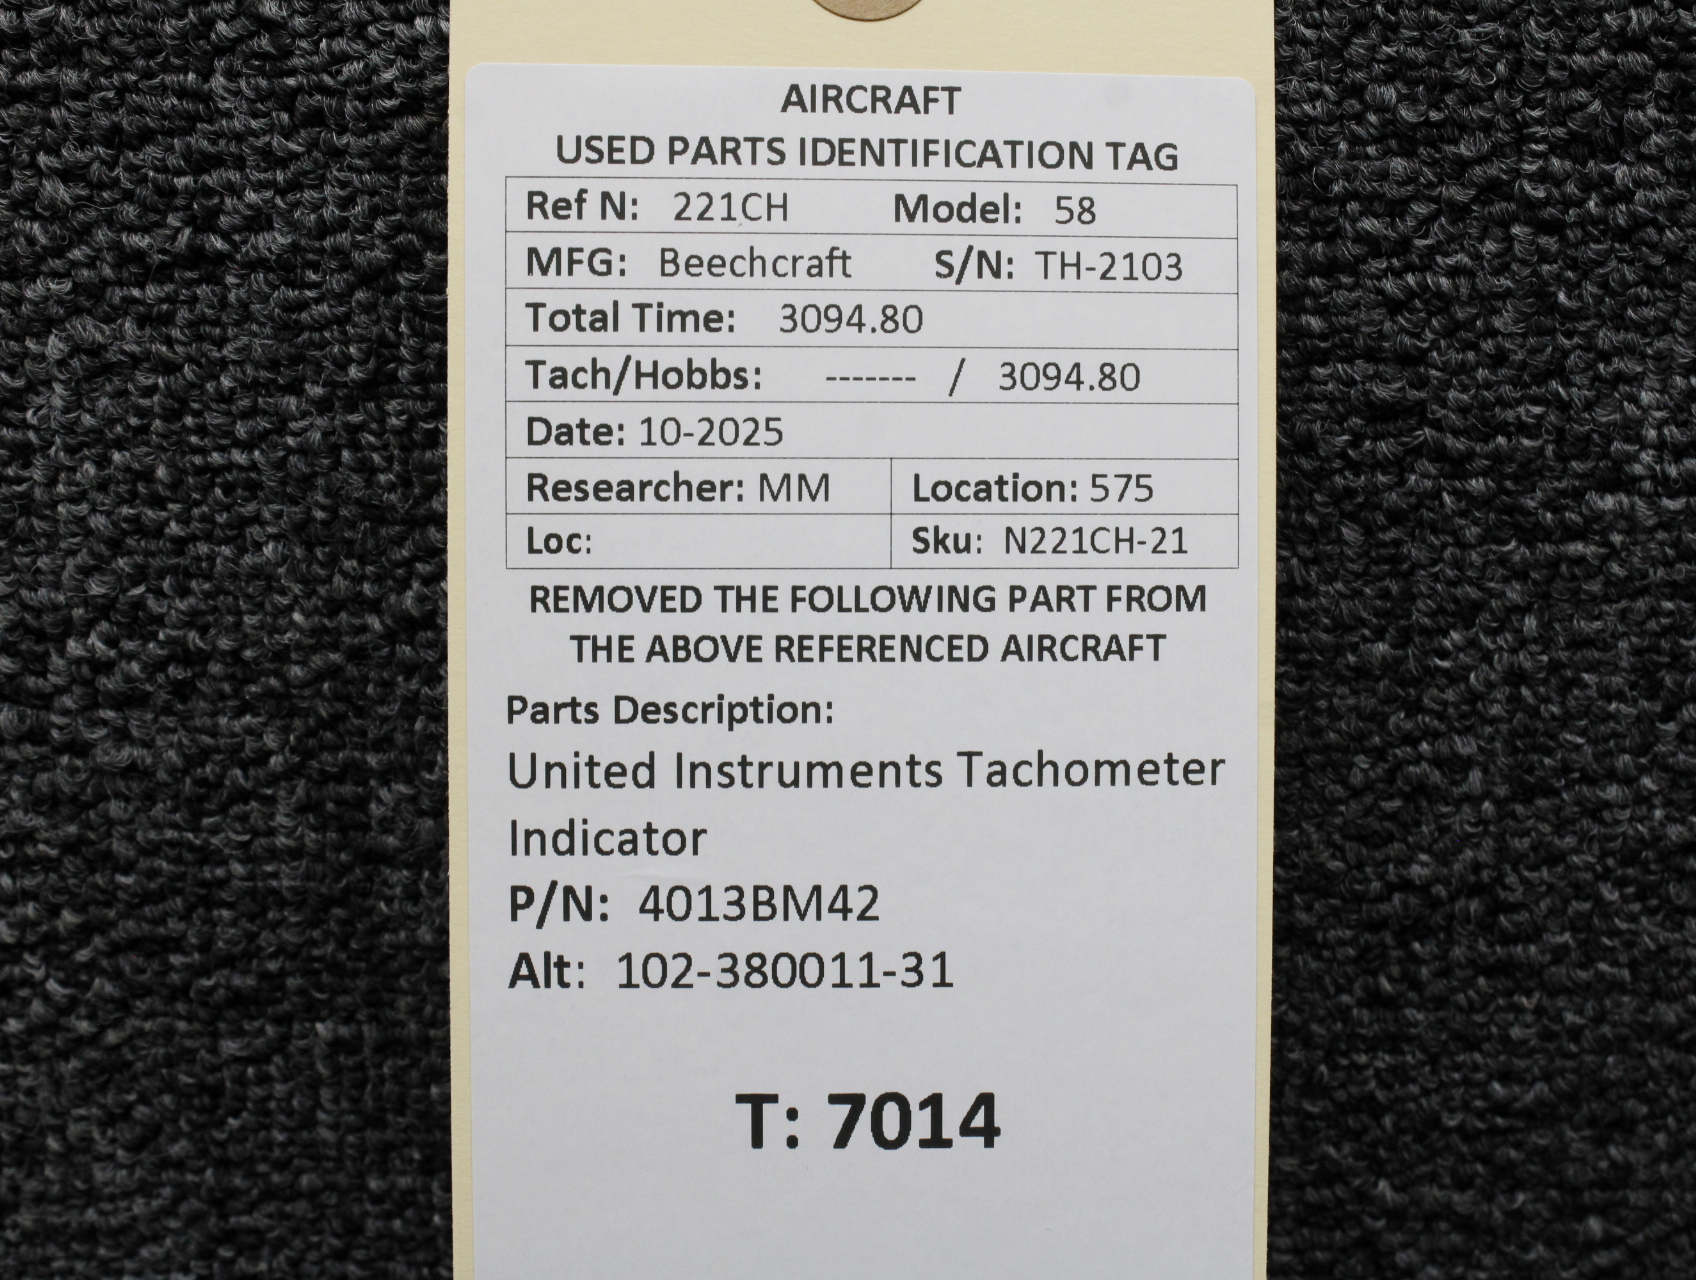 AIRCRAFT
USED PARTS IDENTIFICATION TAG
Ref N: 221CH Model: 58
MFG: Beechcraft S/N: TH-2103
Total Time: 3094.80
Tach/Hobbs: ------- / 3094.80
Date: 10-2025
Researcher: MM Location: 575
Loc: Sku: N221CH-21
REMOVED THE FOLLOWING PART FROM
THE ABOVE REFERENCED AIRCRAFT
Parts Description:
United Instruments Tachometer
Indicator
P/N: 4013BM42
Alt: 102-380011-31
T: 7014